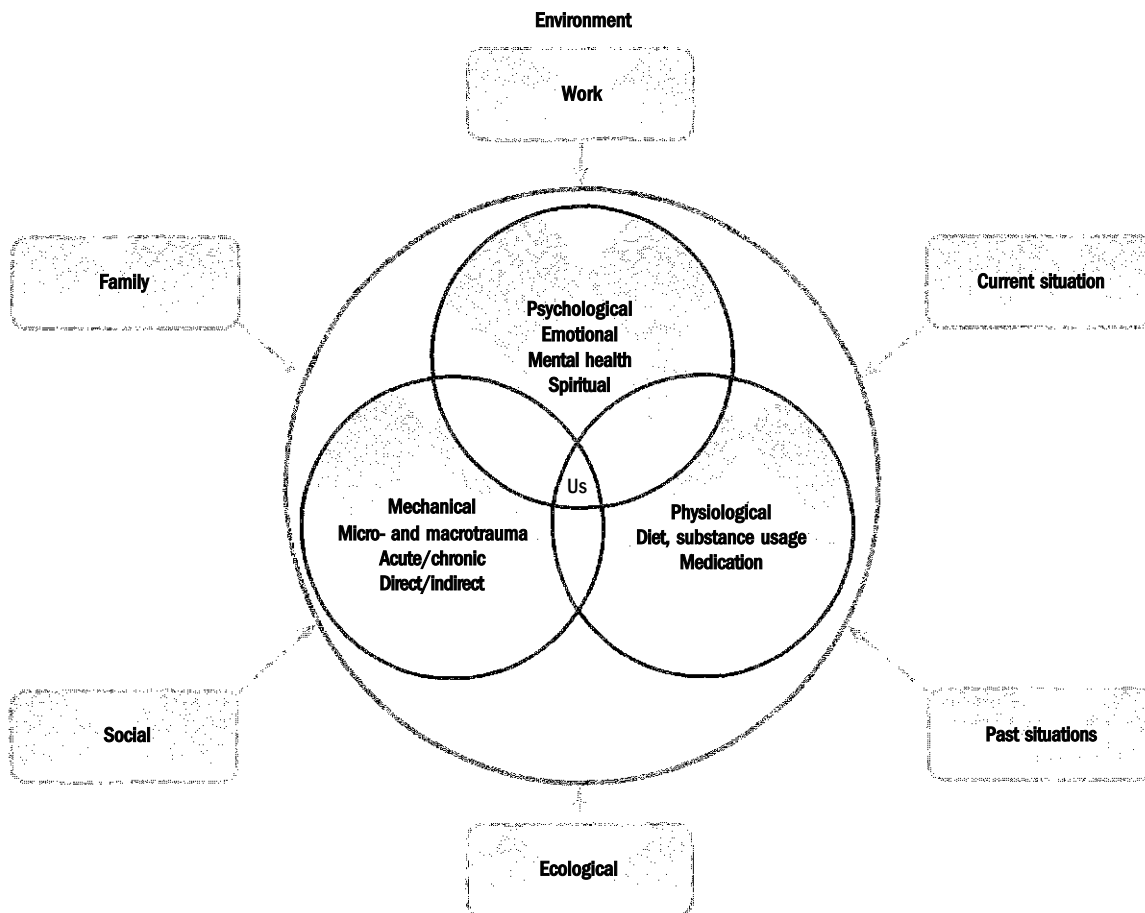 Environment
Work
Family
Current situation
Psychological
Emotional
Mental health
Spiritual
Us
Mechanical
Micro- and macrotrauma
Acute/chronic
Direct/indirect
Physiological
Diet, substance usage
Medication
Social
Past situations
Ecological